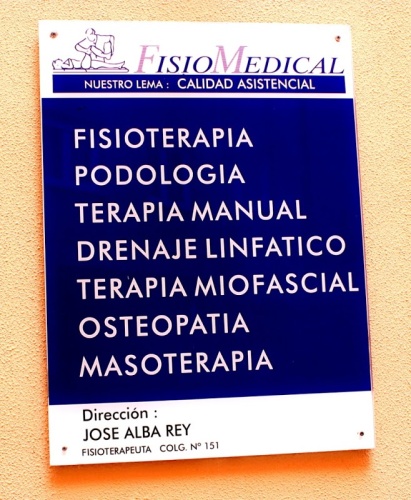 FISIOMEDICAL
NUESTRO LEMA : CALIDAD ASISTENCIAL
FISIOTERAPIA
PODOLOGIA
TERAPIA MANUAL
DRENAJE LINFATICO
TERAPIA MIOFASCIAL
OSTEOPATIA
MASOTERAPIA
Dirección :
JOSE ALBA REY
FISIOTERAPEUTA COLG. Nº 151